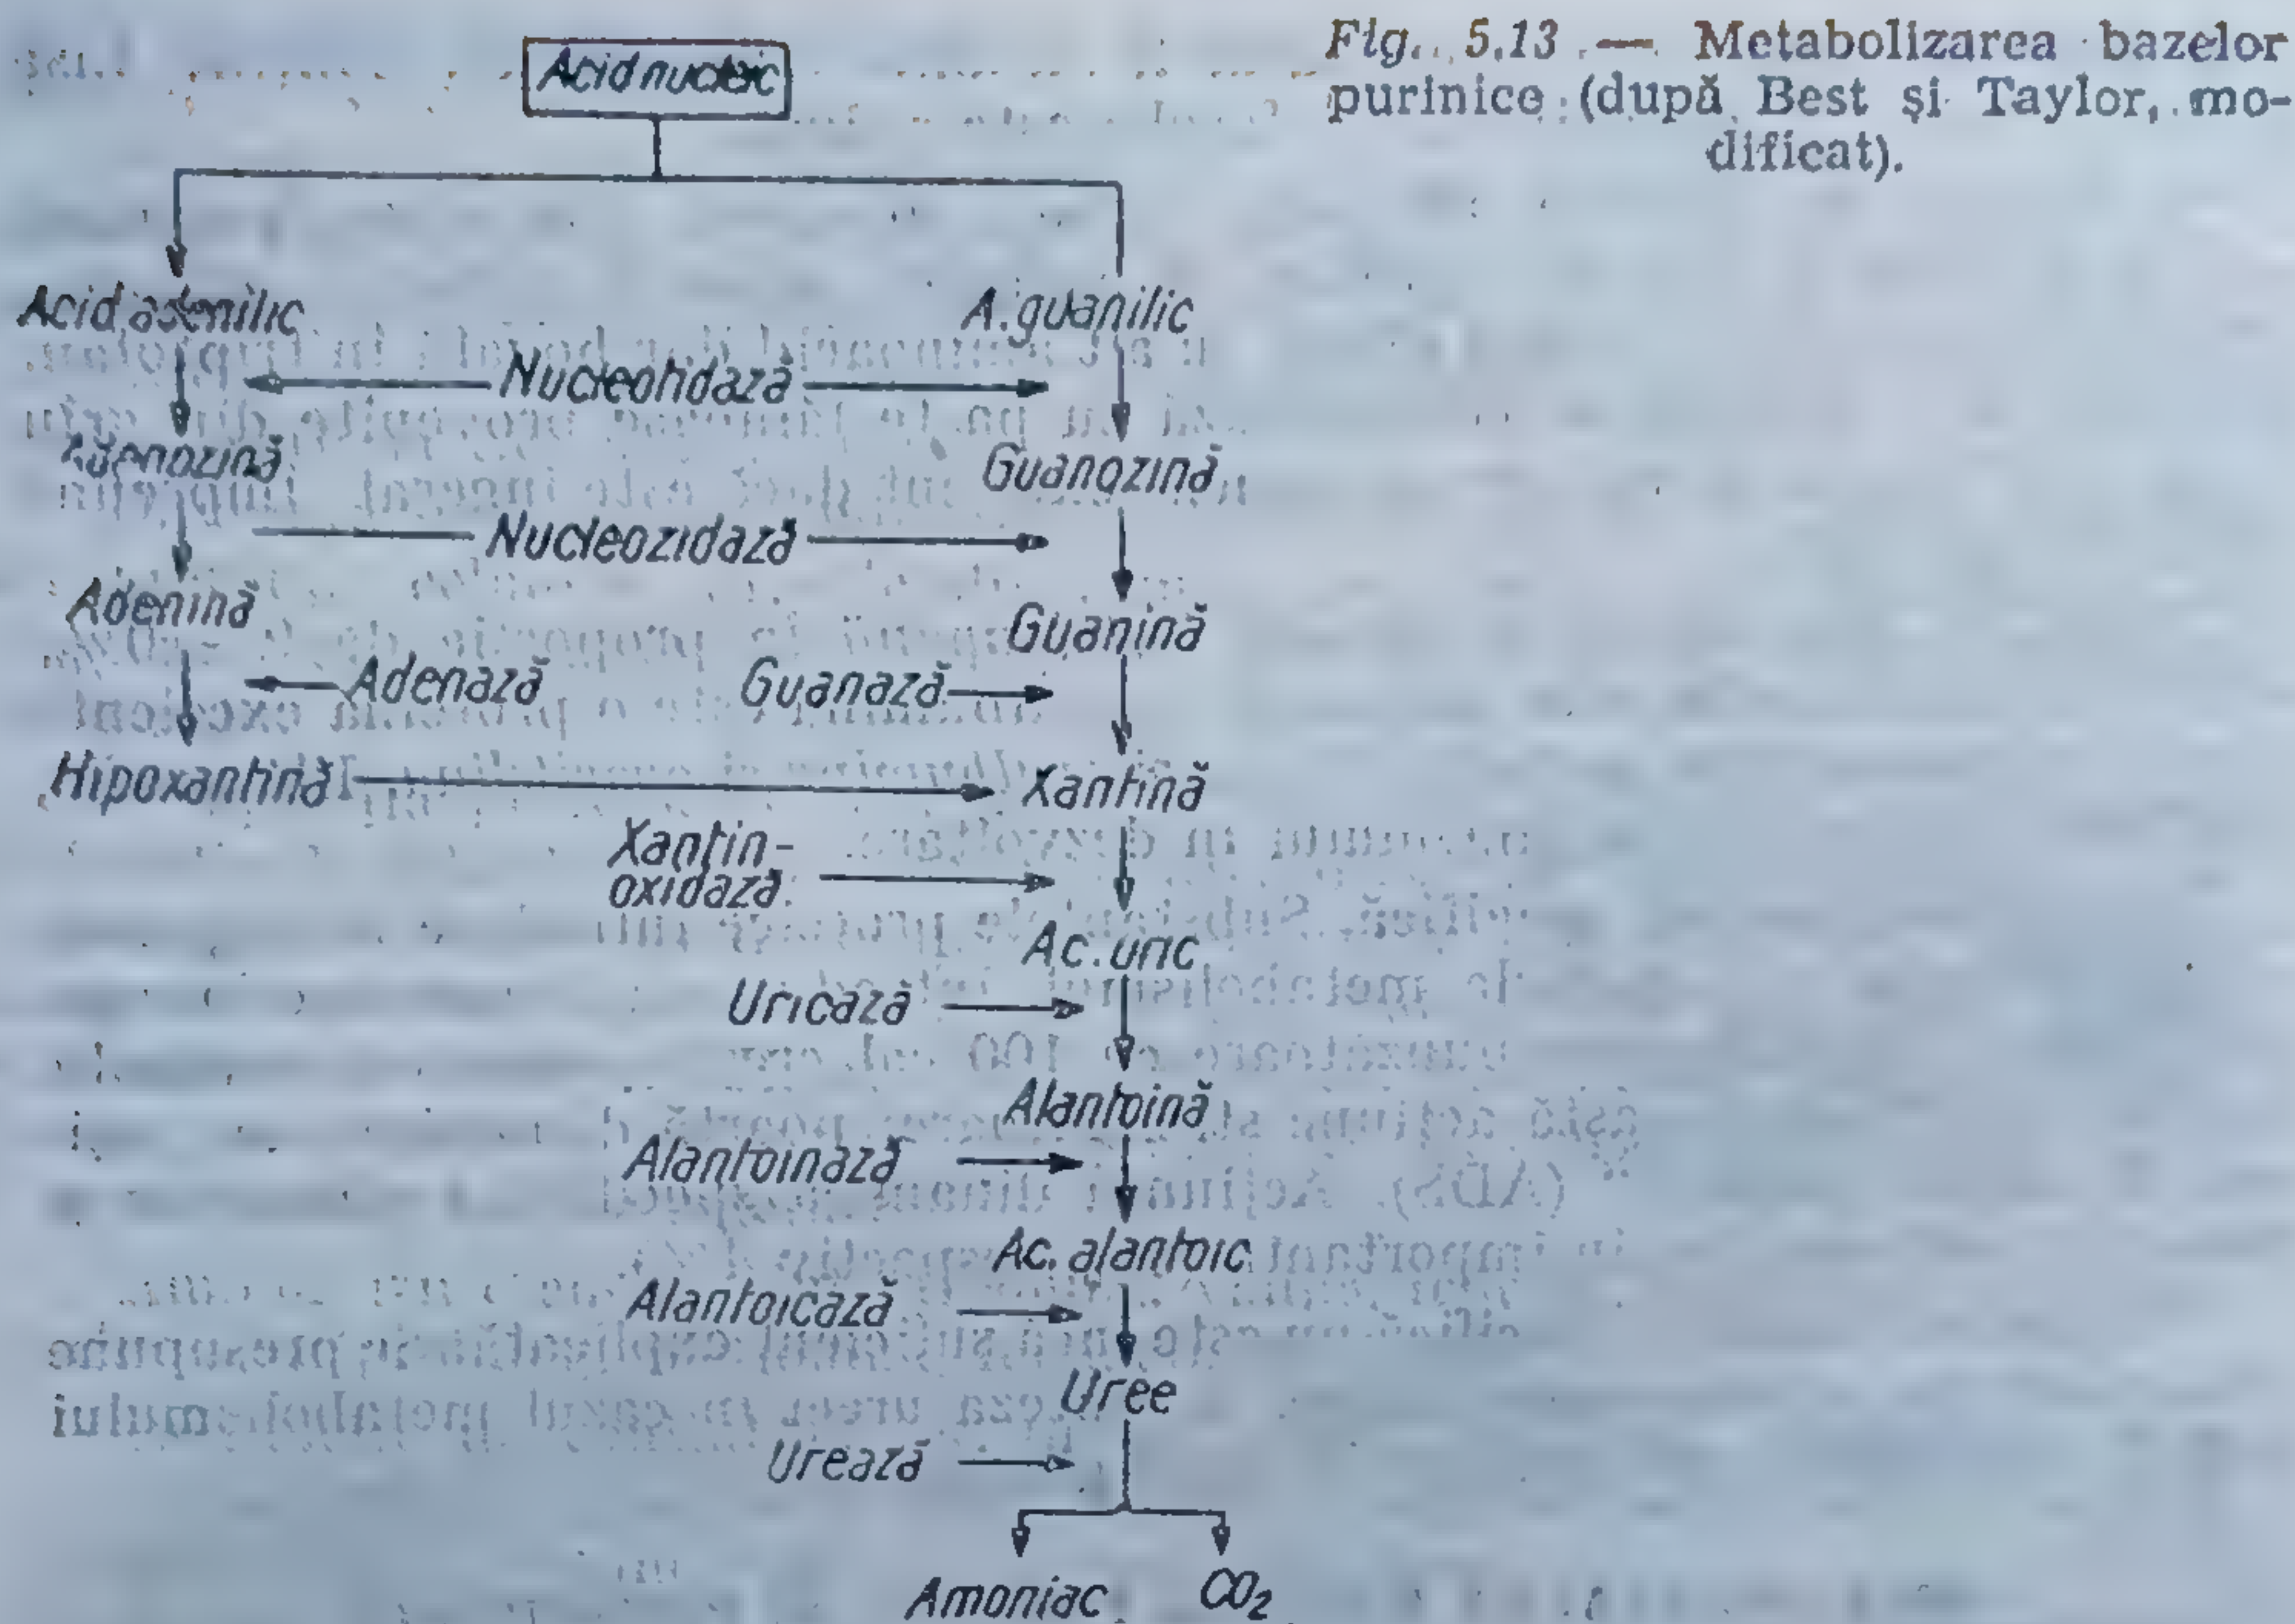 Fig. 5.13 — Metabolizarea bazelor
purinice (după Best și Taylor, mo-
dificat).
Acid nucleic
Acid adenilic
A. guanilic
Nucleotidază
Adenozină
Guanozină
Nucleozidază
Adenină
Guanină
Adenază
Guanază
Hipoxantină
Xantină
Xantin-
oxidază
Ac. uric
Uricază
Alantoină
Alantoinază
Ac. alantoic
Alantoicază
Uree
Urează
Amoniac
CO₂